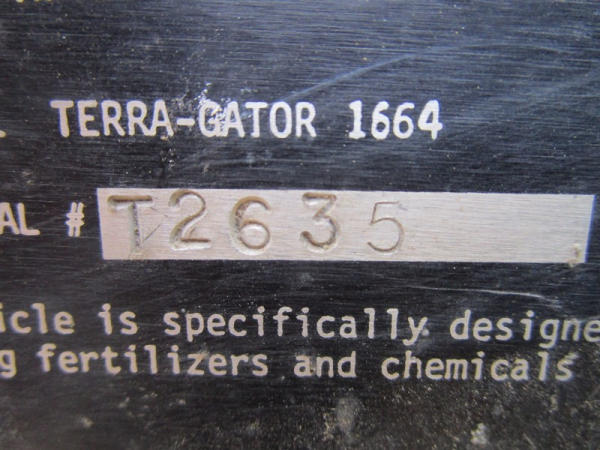 TERRA-GATOR 1664
AL # T2635
icle is specifically designe
g fertilizers and chemicals